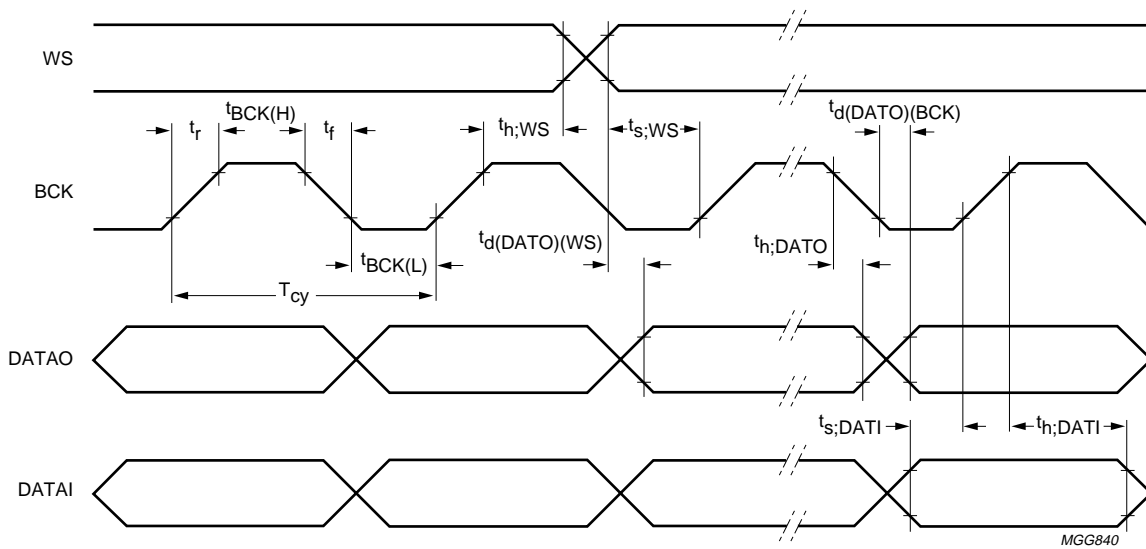 WS
tBCK(H)
tr
tf
th;WS
ts;WS
td(DATO)(BCK)
BCK
td(DATO)(WS)
th;DATO
tBCK(L)
Tcy
DATAO
ts;DATI
th;DATI
DATAI
MGG840